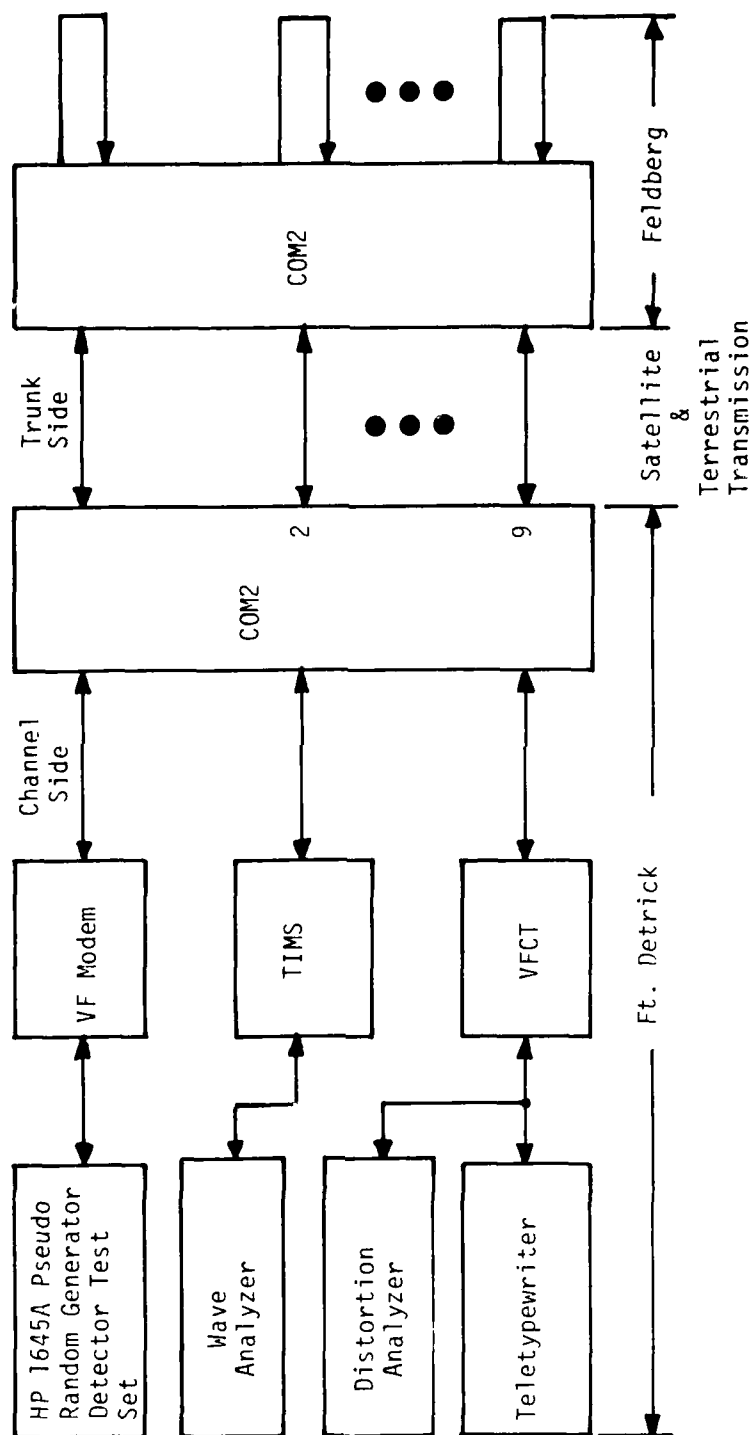 HP 1645A Pseudo
Random Generator
Detector Test
Set
VF Modem
Channel
Side
Trunk
Side
Wave
Analyzer
TIMS
COM2
2
COM2
Distortion
Analyzer
Teletypewriter
VFCT
9
Ft. Detrick
Satellite
&
Terrestrial
Transmission
Feldberg